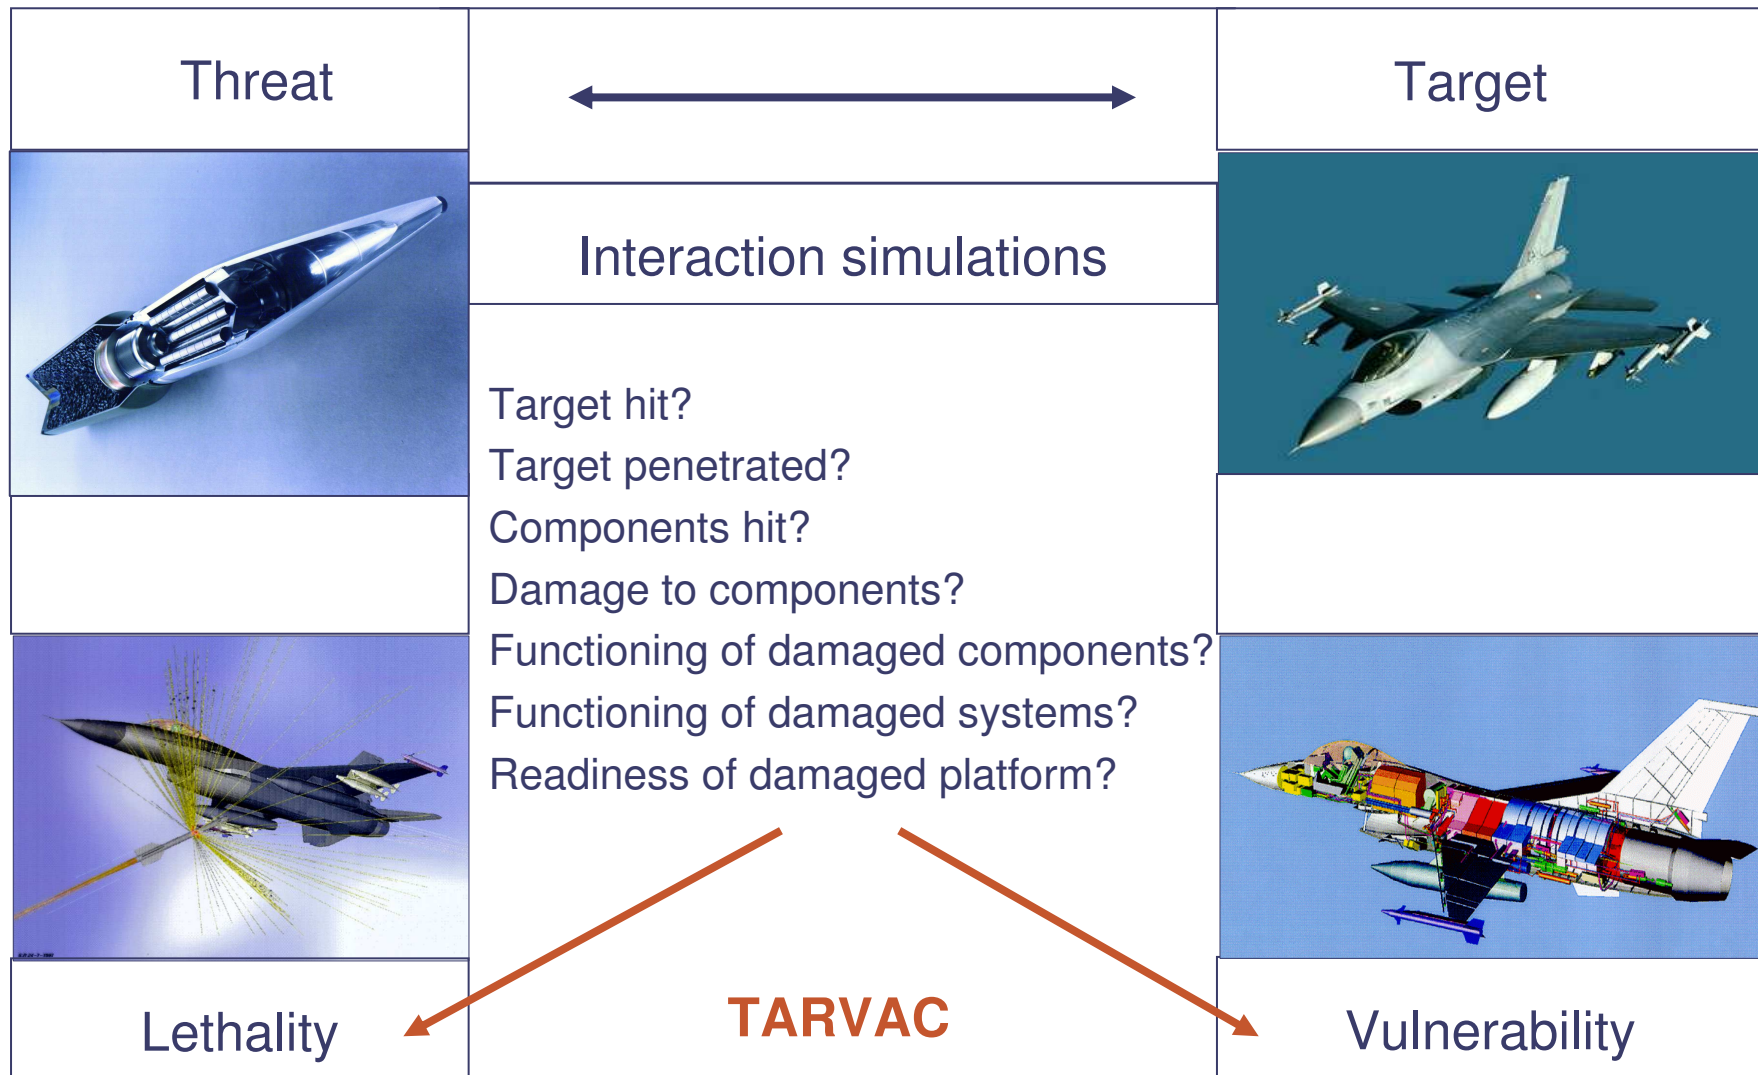 Threat
Target
Interaction simulations
Target hit?
Target penetrated?
Components hit?
Damage to components?
Functioning of damaged components?
Functioning of damaged systems?
Readiness of damaged platform?
Lethality
TARVAC
Vulnerability